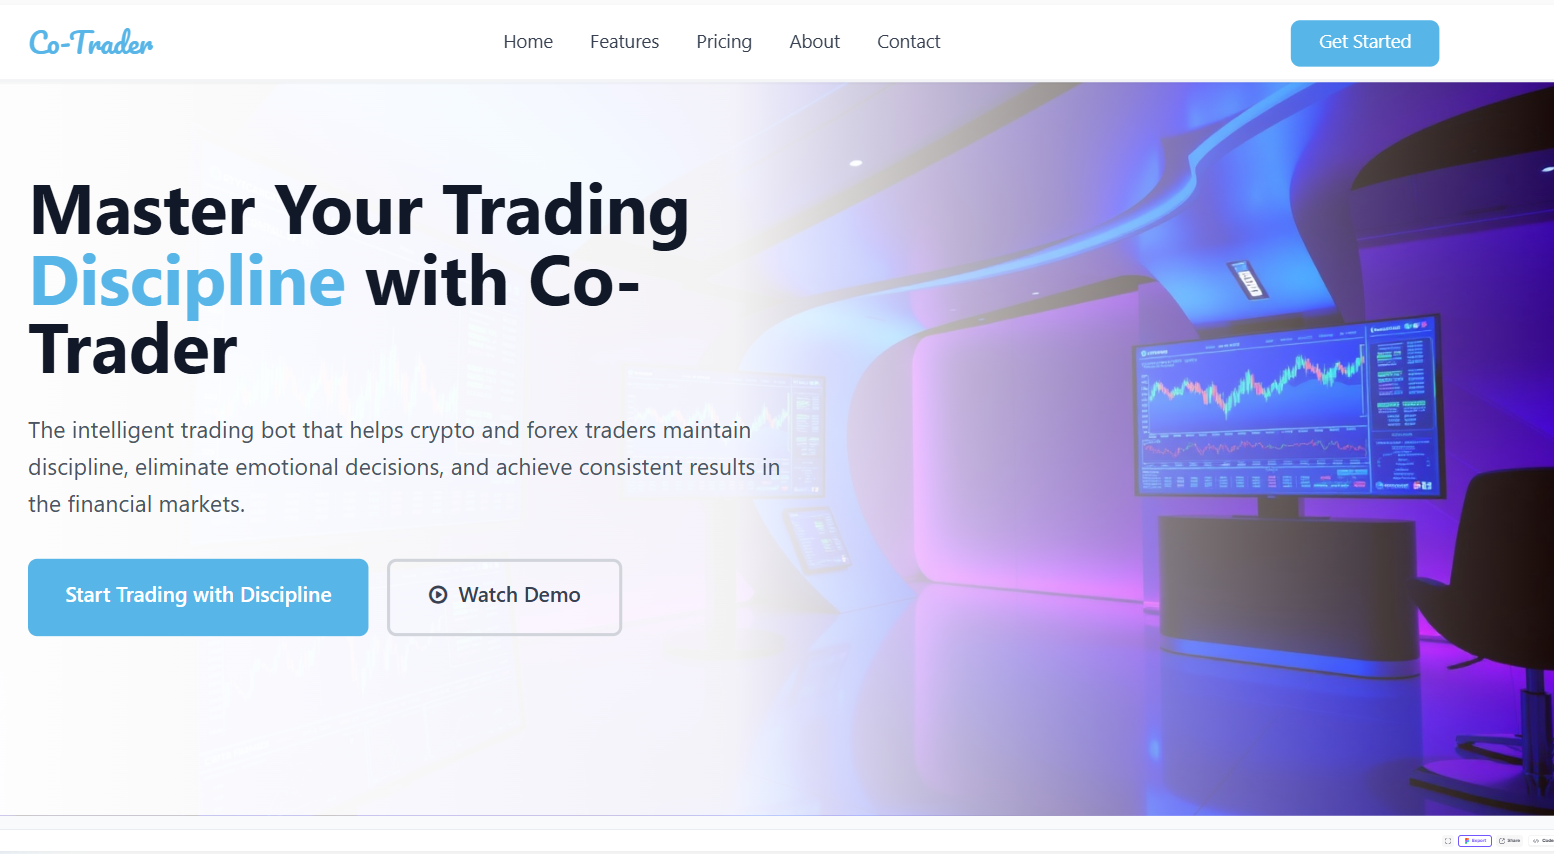 Co-Trader
Home Features Pricing About Contact
Get Started
Master Your Trading
Discipline with Co-
Trader
The intelligent trading bot that helps crypto and forex traders maintain
discipline, eliminate emotional decisions, and achieve consistent results in
the financial markets.
Start Trading with Discipline
Watch Demo
Export Share Code